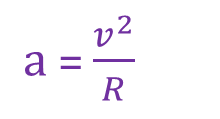 a = v²/R